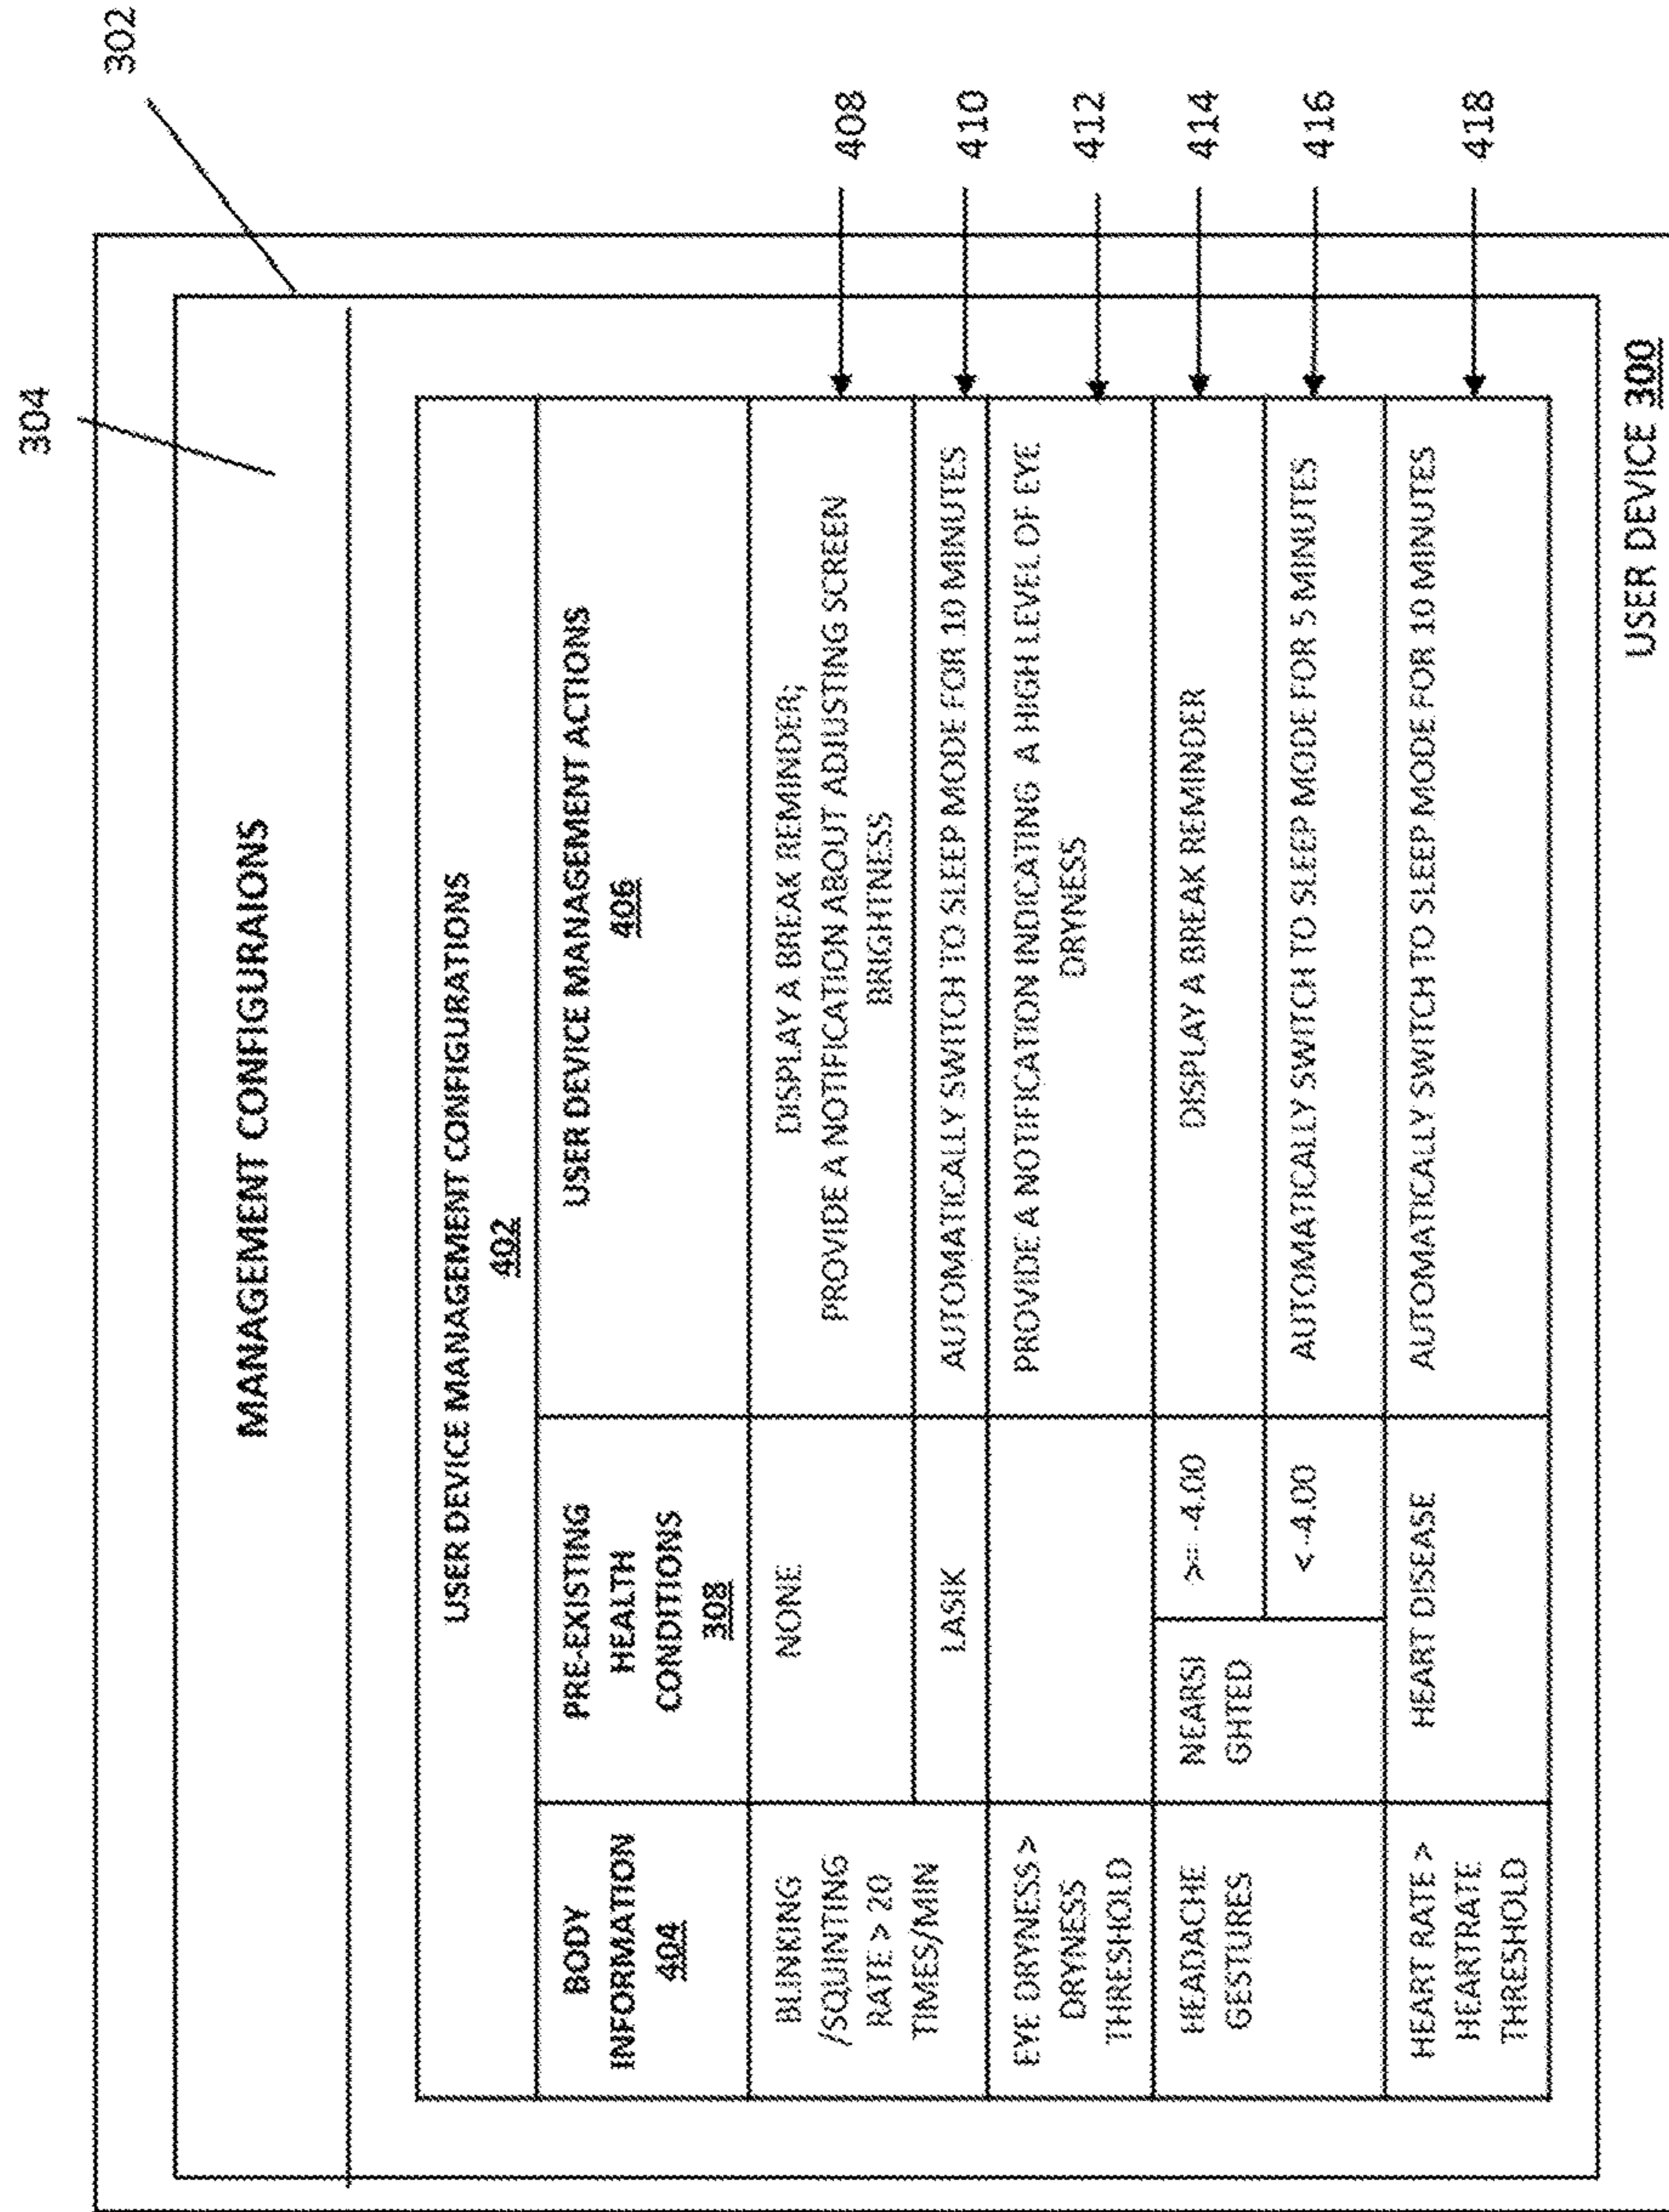 304
302
MANAGEMENT CONFIGURAIONS
USER DEVICE MANAGEMENT CONFIGURATIONS
402
BODY
INFORMATION
404
PRE-EXISTING
HEALTH
CONDITIONS
308
USER DEVICE MANAGEMENT ACTIONS
406
BLINKING
/SQUINTING
RATE > 20
TIMES/MIN
NONE
DISPLAY A BREAK REMINDER;
PROVIDE A NOTIFICATION ABOUT ADJUSTING SCREEN
BRIGHTNESS
408
LASIK
AUTOMATICALLY SWITCH TO SLEEP MODE FOR 10 MINUTES
410
EYE DRYNESS >
DRYNESS
THRESHOLD
PROVIDE A NOTIFICATION INDICATING A HIGH LEVEL OF EYE
DRYNESS
412
HEADACHE
GESTURES
NEARSI
GHTED
>= -4.00
DISPLAY A BREAK REMINDER
414
< -4.00
AUTOMATICALLY SWITCH TO SLEEP MODE FOR 5 MINUTES
416
HEART RATE >
HEARTRATE
THRESHOLD
HEART DISEASE
AUTOMATICALLY SWITCH TO SLEEP MODE FOR 10 MINUTES
418
USER DEVICE 300